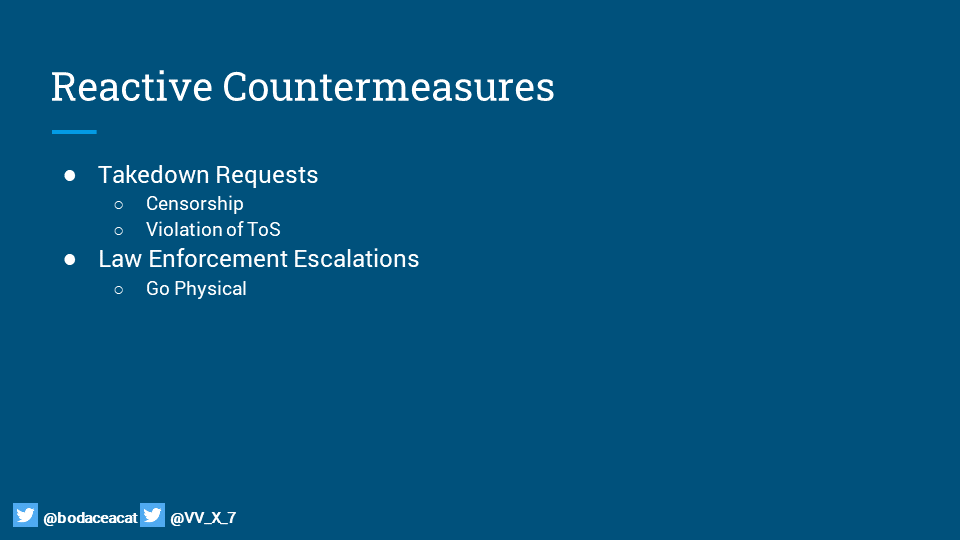 Reactive Countermeasures
● Takedown Requests
○ Censorship
○ Violation of ToS
● Law Enforcement Escalations
○ Go Physical
@bodaceacat @VV_X_7